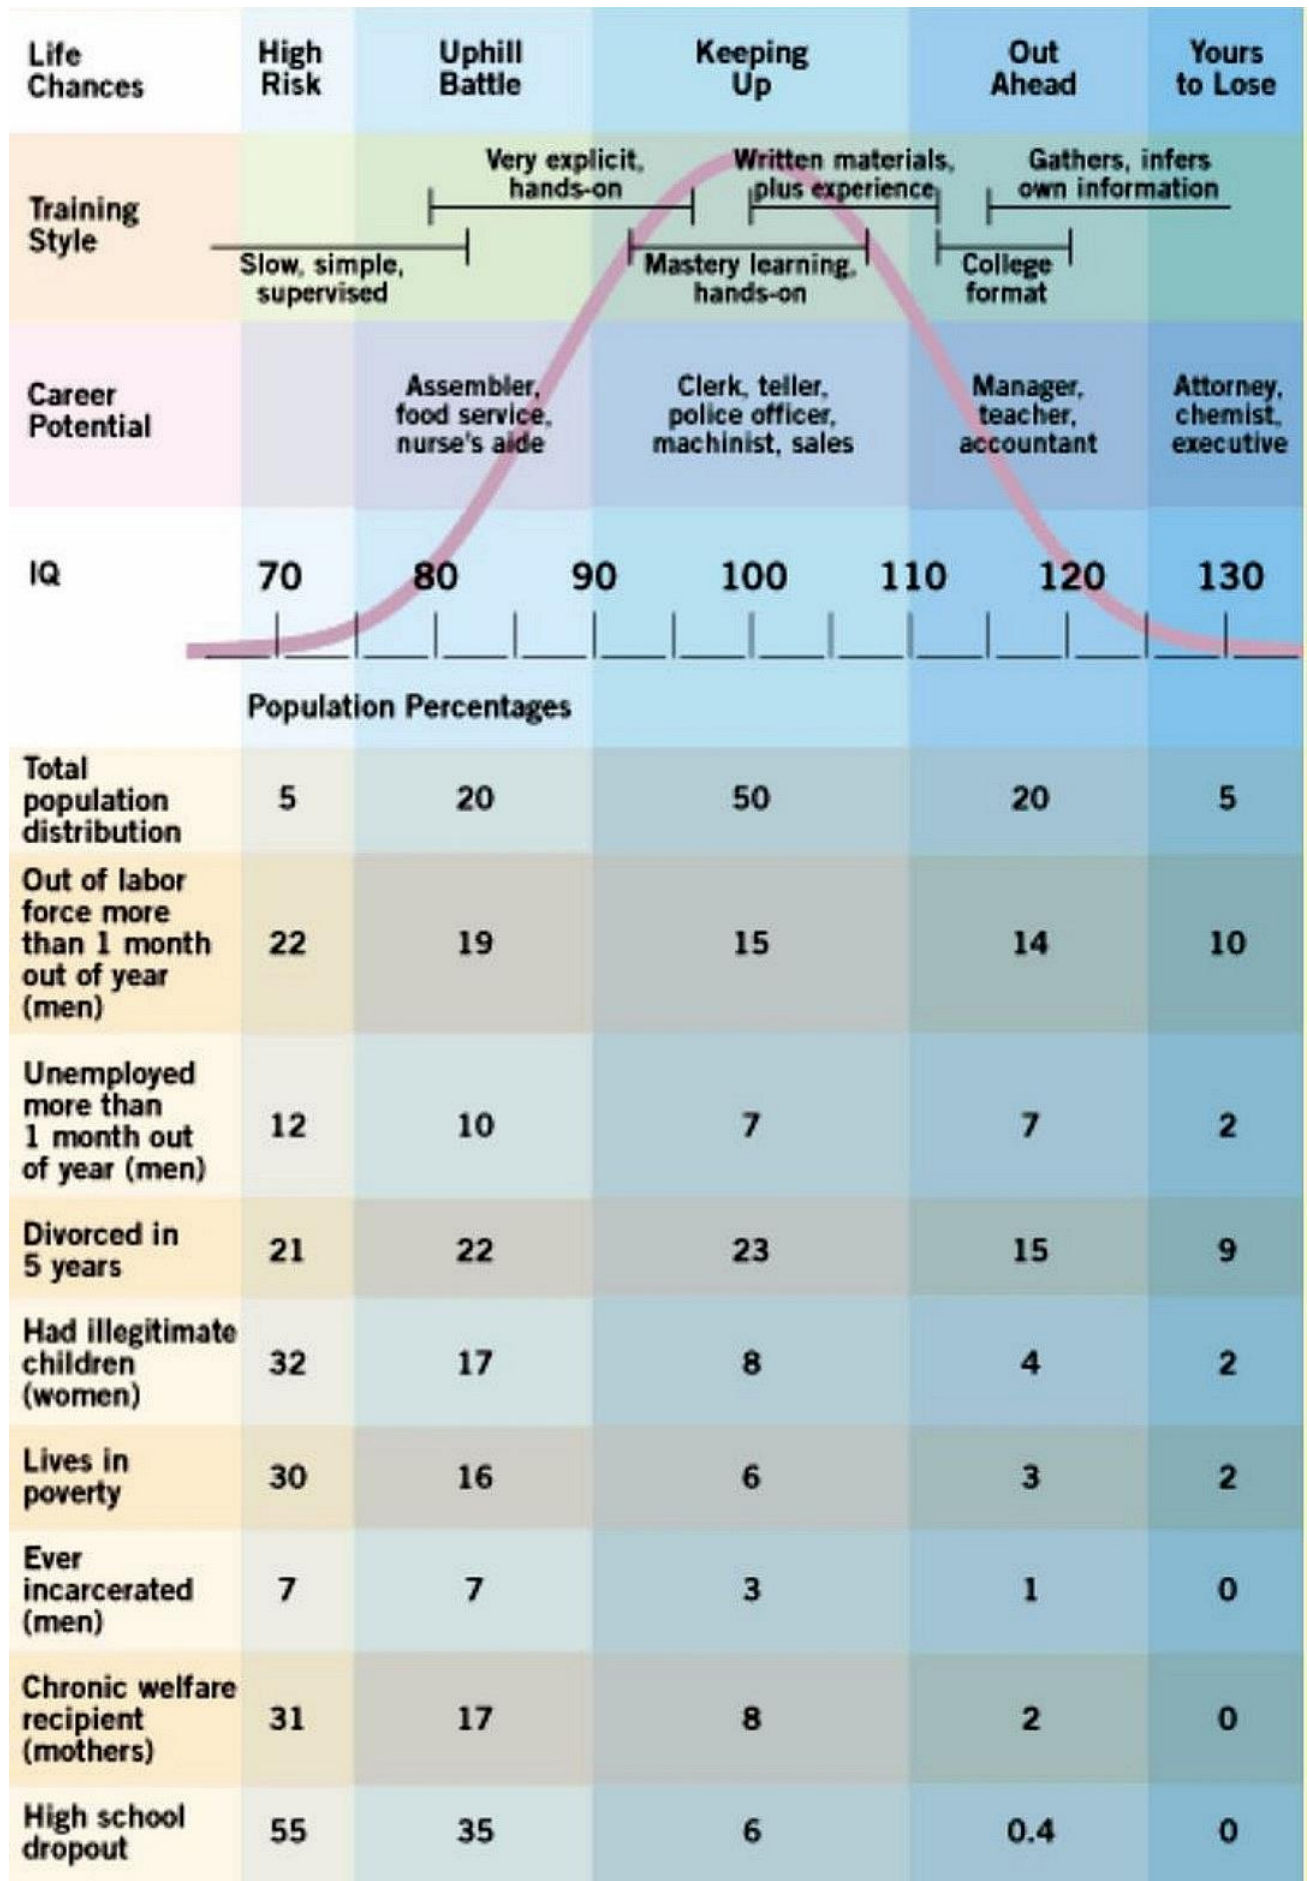 Life
Chances
High
Risk
Uphill
Battle
Keeping
Up
Out
Ahead
Yours
to Lose
Training
Style
Very explicit,
hands-on
Written materials,
plus experience
Gathers, infers
own information
Slow, simple,
supervised
Mastery learning,
hands-on
College
format
Career
Potential
Assembler,
food service,
nurse's aide
Clerk, teller,
police officer,
machinist, sales
Manager,
teacher,
accountant
Attorney,
chemist,
executive
IQ 70 80 90 100 110 120 130
Population Percentages
Total
population
distribution
5 20 50 20 5
Out of labor
force more
than 1 month
out of year
(men)
22 19 15 14 10
Unemployed
more than
1 month out
of year (men)
12 10 7 7 2
Divorced in
5 years
21 22 23 15 9
Had illegitimate
children
(women)
32 17 8 4 2
Lives in
poverty
30 16 6 3 2
Ever
incarcerated
(men)
7 7 3 1 0
Chronic welfare
recipient
(mothers)
31 17 8 2 0
High school
dropout
55 35 6 0.4 0